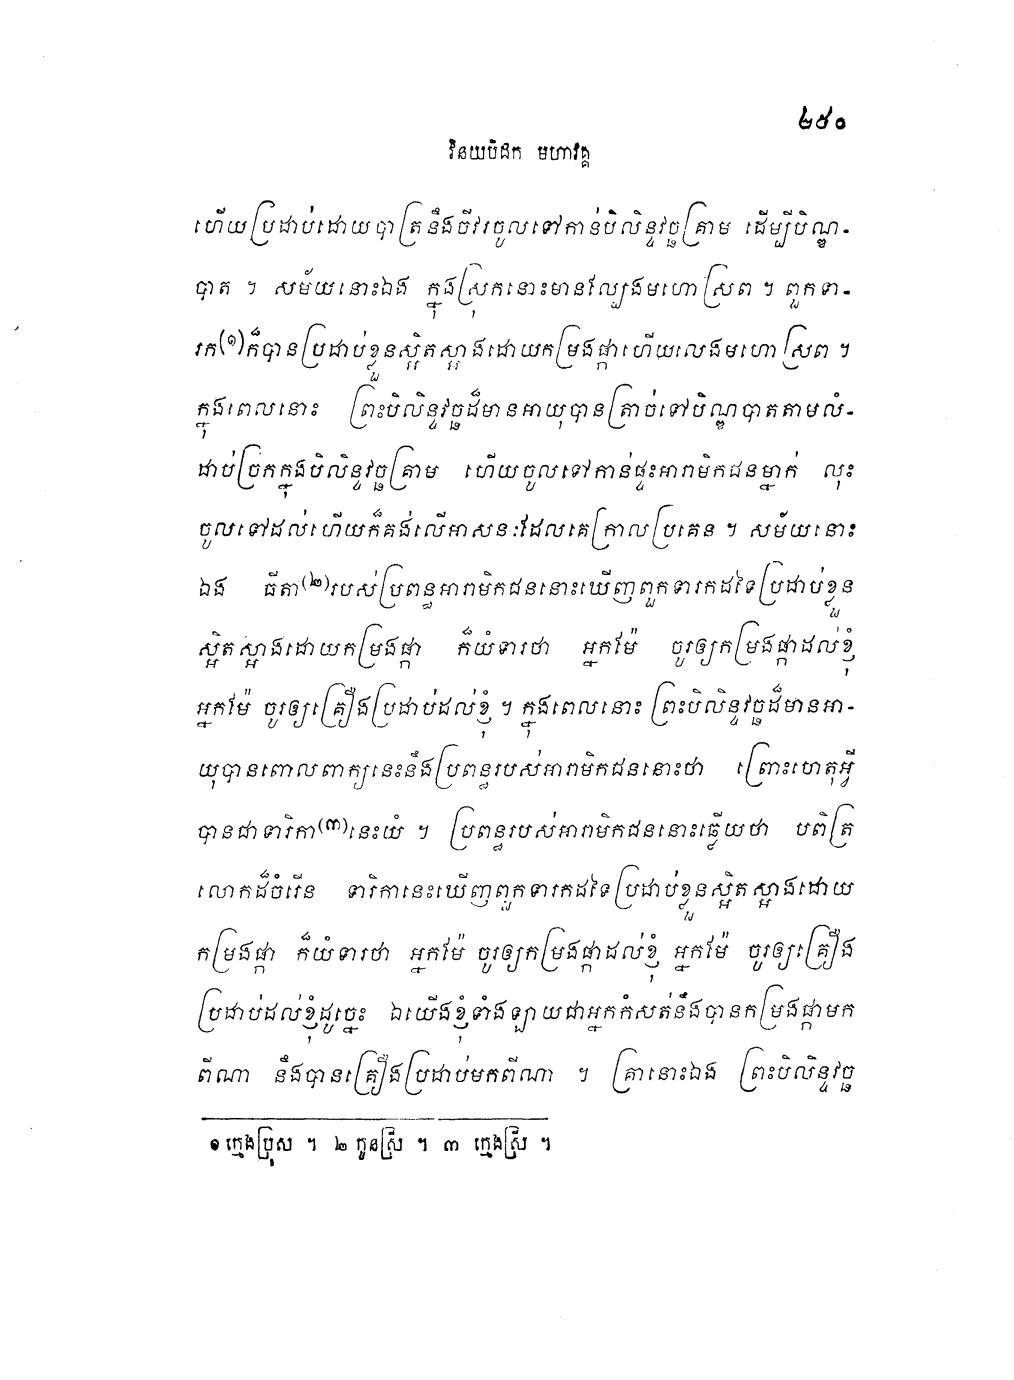 ២៥០
វិនយបិដក មហាវគ្គ
ហើយប្រដាប់ដោយបាត្រនឹងចីវរចូលទៅកាន់បិលិន្ទវច្ឆគ្រាម ដើម្បីបិណ្ឌ-
បាត ។ សម័យនោះឯង ក្នុងស្រុកនោះមានល្បែងមហោស្រព ។ ពួកទា-
រក(១)ក៏បានប្រដាប់ខ្លួនស្អិតស្អាងដោយកម្រងផ្កាហើយលេងមហោស្រព ។
ក្នុងពេលនោះ ព្រះបិលិន្ទវច្ឆដ៏មានអាយុបានត្រាច់ទៅបិណ្ឌបាតតាមលំ-
ដាប់ច្រកក្នុងបិលិន្ទវច្ឆគ្រាម ហើយចូលទៅកាន់ផ្ទះអារាមិកជនម្នាក់ លុះ
ចូលទៅដល់ហើយក៏គង់លើអាសនៈដែលគេក្រាលប្រគេន ។ សម័យនោះ
ឯង ធីតា(២)របស់ប្រពន្ធអារាមិកជននោះឃើញពួកទារកដទៃប្រដាប់ខ្លួន
ស្អិតស្អាងដោយកម្រងផ្កា ក៏យំទារថា អ្នកម៉ែ ចូរឲ្យកម្រងផ្កាដល់ខ្ញុំ
អ្នកម៉ែ ចូរឲ្យគ្រឿងប្រដាប់ដល់ខ្ញុំ ។ ក្នុងពេលនោះ ព្រះបិលិន្ទវច្ឆដ៏មានអា-
យុបានពោលពាក្យនេះនឹងប្រពន្ធរបស់អារាមិកជននោះថា ព្រោះហេតុអ្វី
បានជាទារិកា(៣)នេះយំ ។ ប្រពន្ធរបស់អារាមិកជននោះឆ្លើយថា បពិត្រ
លោកដ៏ចំរើន ទារិកានេះឃើញពួកទារកដទៃប្រដាប់ខ្លួនស្អិតស្អាងដោយ
កម្រងផ្កា ក៏យំទារថា អ្នកម៉ែ ចូរឲ្យកម្រងផ្កាដល់ខ្ញុំ អ្នកម៉ែ ចូរឲ្យគ្រឿង
ប្រដាប់ដល់ខ្ញុំដូច្នេះ ឯយើងខ្ញុំទាំងឡាយជាអ្នកកំសត់នឹងបានកម្រងផ្កាមក
ពីណា នឹងបានគ្រឿងប្រដាប់មកពីណា ។ គ្រានោះឯង ព្រះបិលិន្ទវច្ឆ
១ ក្មេងប្រុស ។ ២ កូនស្រី ។ ៣ ក្មេងស្រី ។